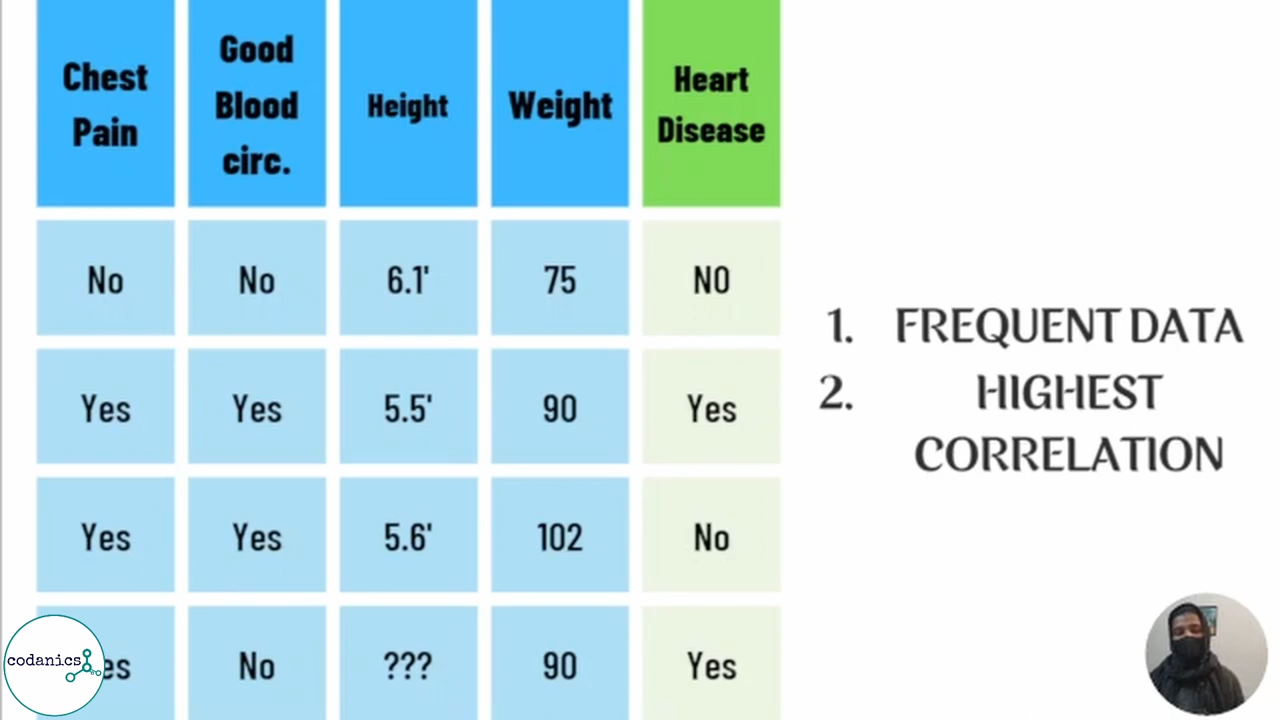 Chest Pain
Good Blood circ.
Height
Weight
Heart Disease
No
No
6.1'
75
NO
Yes
Yes
5.5'
90
Yes
Yes
Yes
5.6'
102
No
es
No
???
90
Yes
1. FREQUENT DATA
2. HIGHEST
CORRELATION
codanics